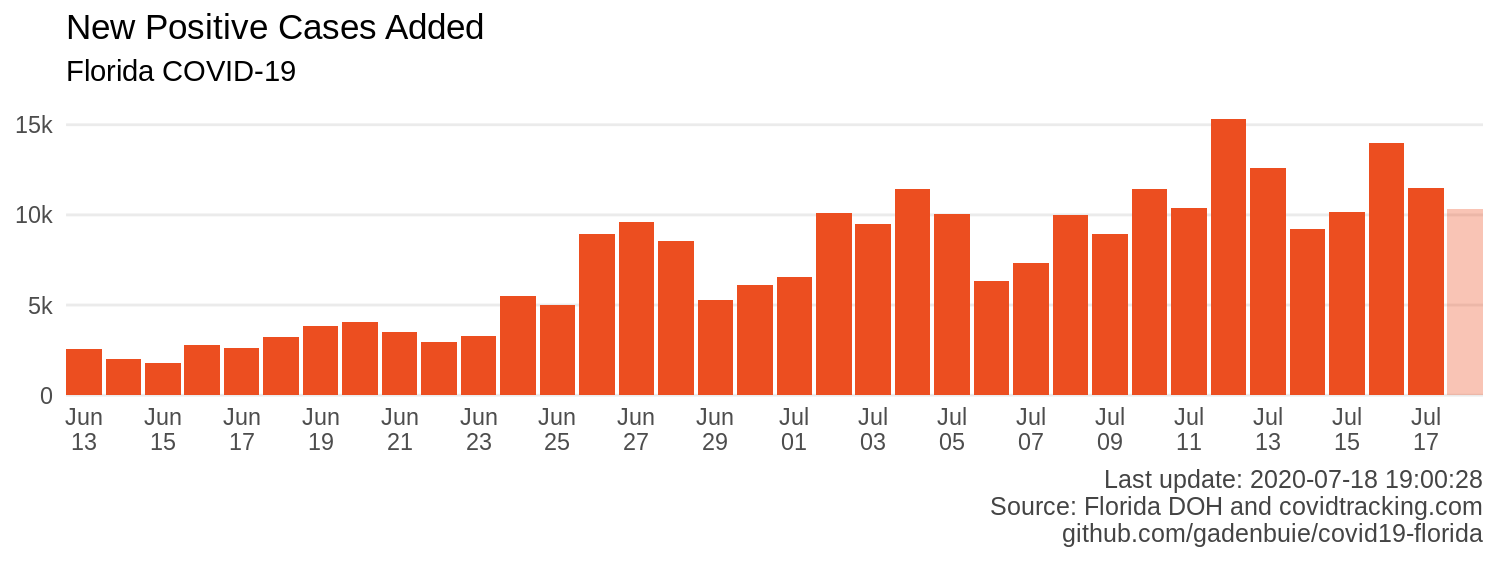 New Positive Cases Added
Florida COVID-19
15k
10k
5k
0
Jun Jun Jun Jun Jun Jun Jun Jun Jun Jul Jul Jul Jul Jul Jul Jul Jul Jul
13 15 17 19 21 23 25 27 29 01 03 05 07 09 11 13 15 17
Last update: 2020-07-18 19:00:28
Source: Florida DOH and covidtracking.com
github.com/gadenbuie/covid19-florida